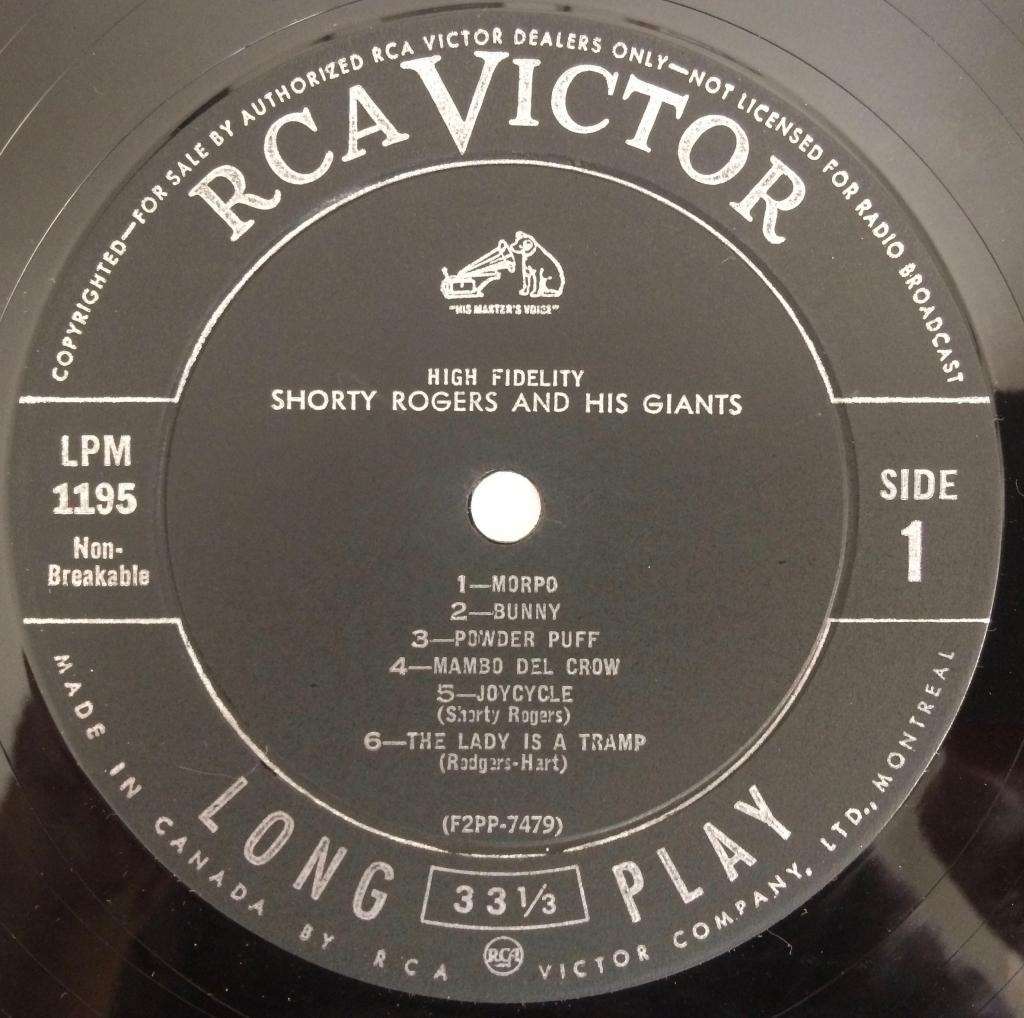 COPYRIGHTED—FOR SALE BY AUTHORIZED RCA VICTOR DEALERS ONLY—NOT LICENSED FOR RADIO BROADCAST
RCA VICTOR
"HIS MASTER'S VOICE"
HIGH FIDELITY
SHORTY ROGERS AND HIS GIANTS
LPM
1195
Non-
Breakable
SIDE
1
1—MORPO
2—BUNNY
3—POWDER PUFF
4—MAMBO DEL CROW
5—JOYCYCLE
(Shorty Rogers)
6—THE LADY IS A TRAMP
(Rodgers-Hart)
(F2PP-7479)
LONG 33 1/3 PLAY
MADE IN CANADA BY RCA VICTOR COMPANY, LTD., MONTREAL
RCA